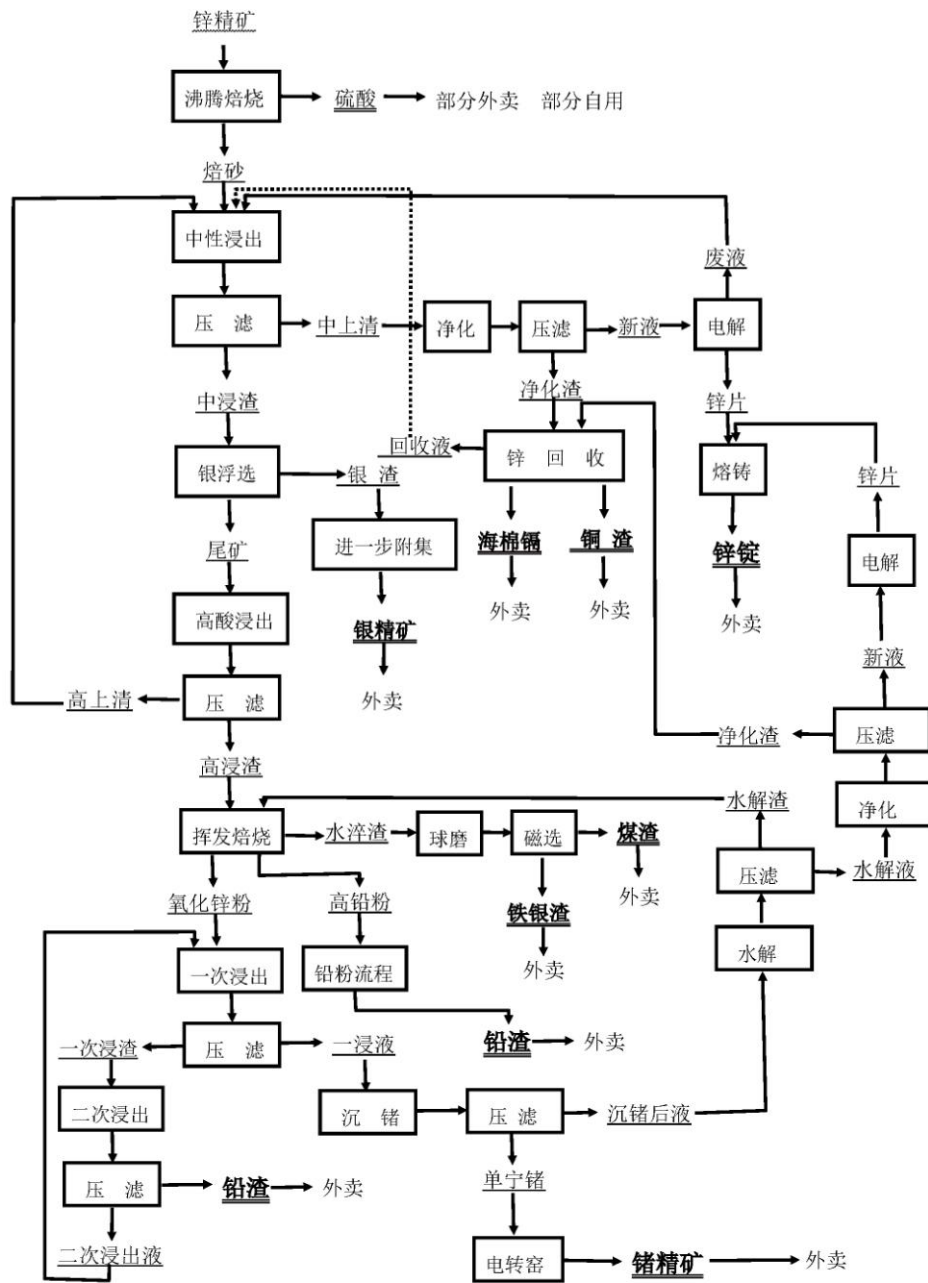 锌精矿
沸腾焙烧
硫酸
部分外卖 部分自用
焙砂
中性浸出
废液
压 滤
中上清
净化
压滤
新液
电解
中浸渣
净化渣
锌片
银浮选
银 渣
回收液
锌 回 收
熔铸
锌片
尾矿
进一步附集
海棉镉
铜 渣
锌锭
电解
高酸浸出
银精矿
外卖
外卖
外卖
新液
高上清
压 滤
外卖
净化渣
压滤
高浸渣
水解渣
净化
挥发焙烧
水淬渣
球磨
磁选
煤渣
压滤
水解液
外卖
氧化锌粉
高铅粉
铁银渣
外卖
水解
一次浸出
铅粉流程
一次浸渣
压 滤
一浸液
铅渣
外卖
二次浸出
沉 锗
压 滤
沉锗后液
压 滤
铅渣
外卖
单宁锗
二次浸出液
电转窑
锗精矿
外卖